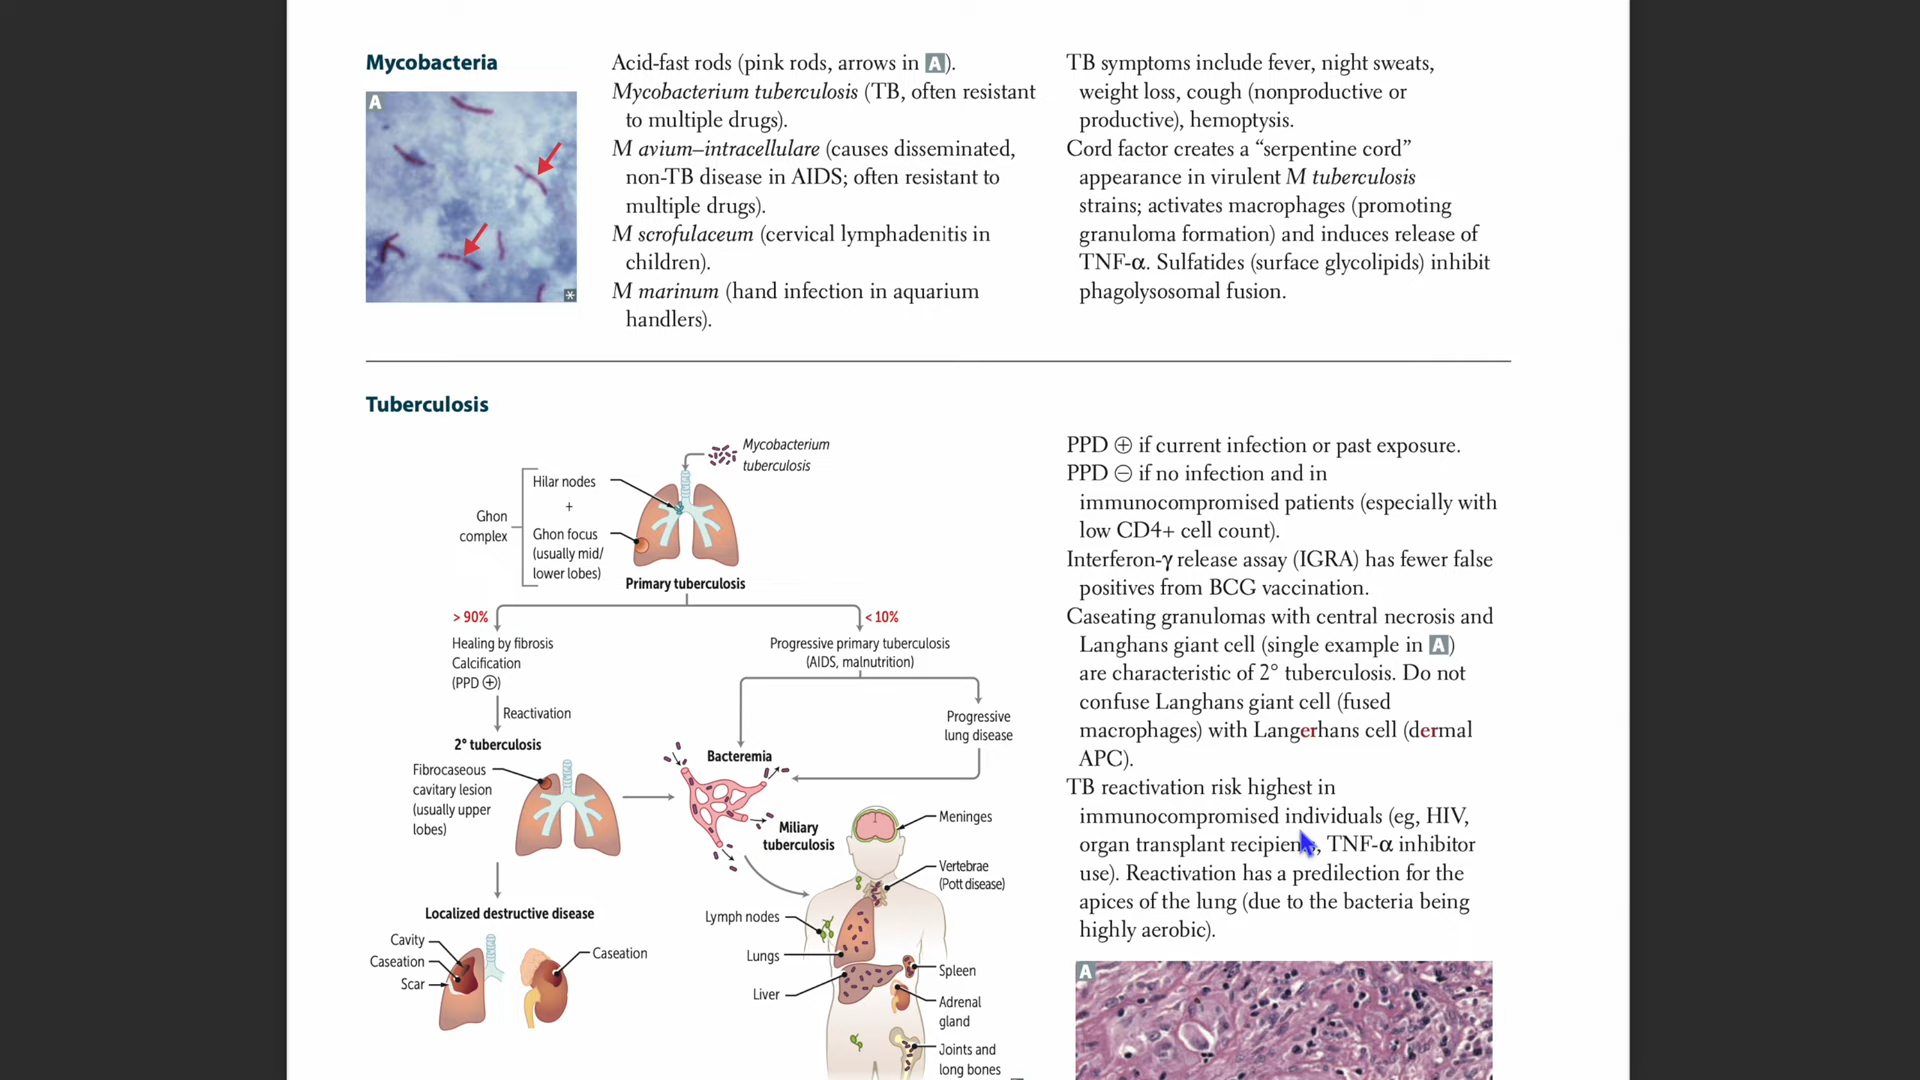 Mycobacteria
A
Acid-fast rods (pink rods, arrows in A).
Mycobacterium tuberculosis (TB, often resistant
to multiple drugs).
M avium–intracellulare (causes disseminated,
non-TB disease in AIDS; often resistant to
multiple drugs).
M scrofulaceum (cervical lymphadenitis in
children).
M marinum (hand infection in aquarium
handlers).
TB symptoms include fever, night sweats,
weight loss, cough (nonproductive or
productive), hemoptysis.
Cord factor creates a “serpentine cord”
appearance in virulent M tuberculosis
strains; activates macrophages (promoting
granuloma formation) and induces release of
TNF-α. Sulfatides (surface glycolipids) inhibit
phagolysosomal fusion.
Tuberculosis
Mycobacterium
tuberculosis
Hilar nodes
+
Ghon
complex
Ghon focus
(usually mid/
lower lobes)
Primary tuberculosis
> 90%
< 10%
Healing by fibrosis
Calcification
(PPD ⊕)
Progressive primary tuberculosis
(AIDS, malnutrition)
Reactivation
Progressive
lung disease
2° tuberculosis
Bacteremia
Fibrocaseous
cavitary lesion
(usually upper
lobes)
Miliary
tuberculosis
Meninges
Vertebrae
(Pott disease)
Localized destructive disease
Lymph nodes
Cavity
Caseation
Scar
Caseation
Lungs
Liver
Spleen
Adrenal
gland
Joints and
long bones
PPD ⊕ if current infection or past exposure.
PPD ⊖ if no infection and in
immunocompromised patients (especially with
low CD4+ cell count).
Interferon-γ release assay (IGRA) has fewer false
positives from BCG vaccination.
Caseating granulomas with central necrosis and
Langhans giant cell (single example in A)
are characteristic of 2° tuberculosis. Do not
confuse Langhans giant cell (fused
macrophages) with Langerhans cell (dermal
APC).
TB reactivation risk highest in
immunocompromised individuals (eg, HIV,
organ transplant recipients, TNF-α inhibitor
use). Reactivation has a predilection for the
apices of the lung (due to the bacteria being
highly aerobic).
A